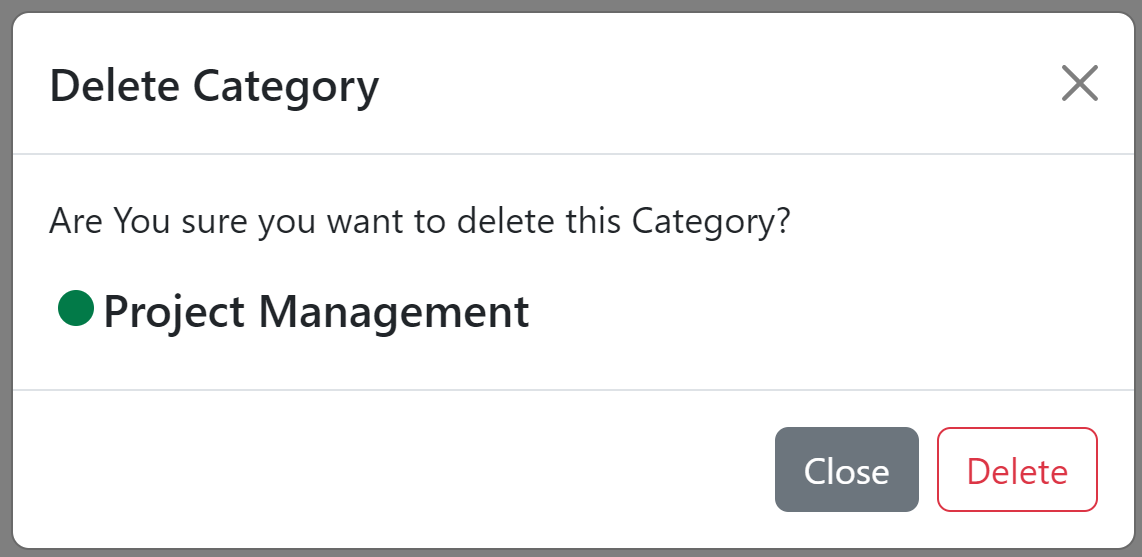 Delete Category
Are You sure you want to delete this Category?
Project Management
Close
Delete